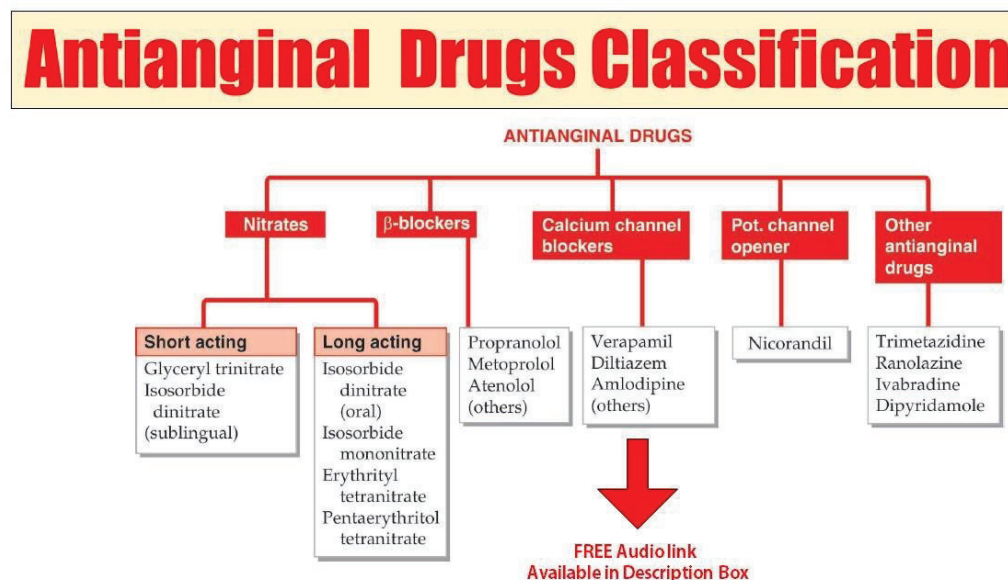 Antianginal Drugs Classification
ANTIANGINAL DRUGS
Nitrates
β-blockers
Calcium channel
blockers
Pot. channel
opener
Other
antianginal
drugs
Short acting
Glyceryl trinitrate
Isosorbide
dinitrate
(sublingual)
Long acting
Isosorbide
dinitrate
(oral)
Isosorbide
mononitrate
Erythrityl
tetranitrate
Pentaerythritol
tetranitrate
Propranolol
Metoprolol
Atenolol
(others)
Verapamil
Diltiazem
Amlodipine
(others)
Nicorandil
Trimetazidine
Ranolazine
Ivabradine
Dipyridamole
FREE Audio link
Available in Description Box